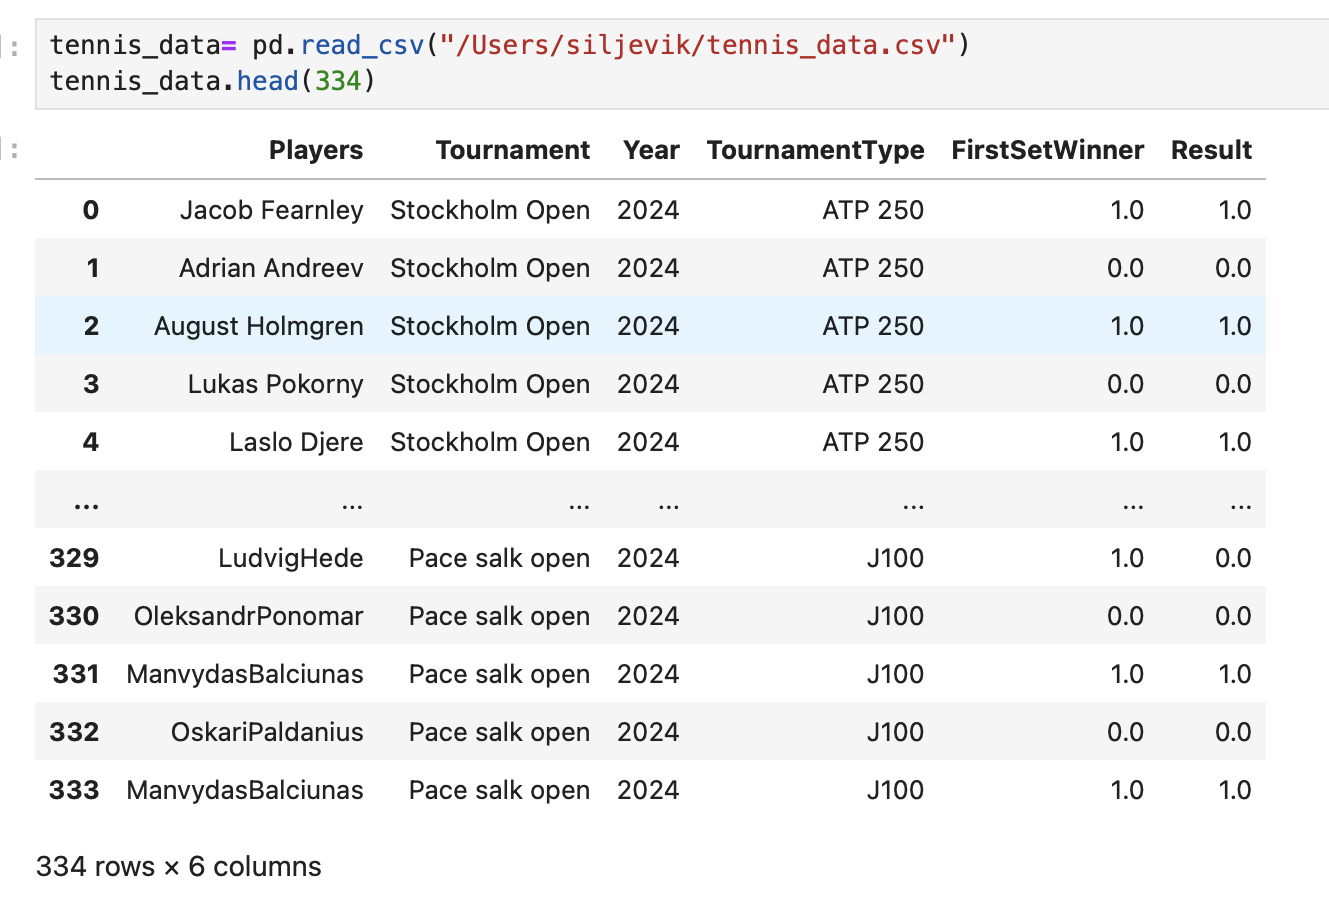 ]:
tennis_data= pd.read_csv("/Users/siljevik/tennis_data.csv")
tennis_data.head(334)
]:
Players Tournament Year TournamentType FirstSetWinner Result
0 Jacob Fearnley Stockholm Open 2024 ATP 250 1.0 1.0
1 Adrian Andreev Stockholm Open 2024 ATP 250 0.0 0.0
2 August Holmgren Stockholm Open 2024 ATP 250 1.0 1.0
3 Lukas Pokorny Stockholm Open 2024 ATP 250 0.0 0.0
4 Laslo Djere Stockholm Open 2024 ATP 250 1.0 1.0
... ... ... ... ... ... ...
329 LudvigHede Pace salk open 2024 J100 1.0 0.0
330 OleksandrPonomar Pace salk open 2024 J100 0.0 0.0
331 ManvydasBalciunas Pace salk open 2024 J100 1.0 1.0
332 OskariPaldanius Pace salk open 2024 J100 0.0 0.0
333 ManvydasBalciunas Pace salk open 2024 J100 1.0 1.0
334 rows × 6 columns